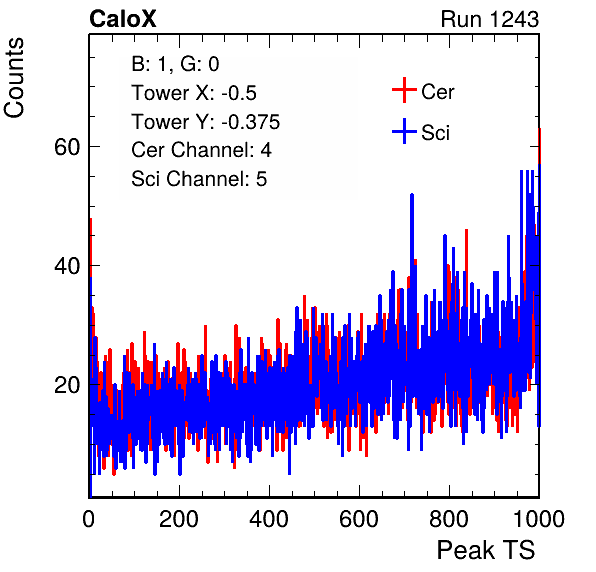 CaloX Run 1243
Counts
B: 1, G: 0
Tower X: -0.5
Tower Y: -0.375
Cer Channel: 4
Sci Channel: 5
Cer
Sci
60
40
20
0 200 400 600 800 1000
Peak TS